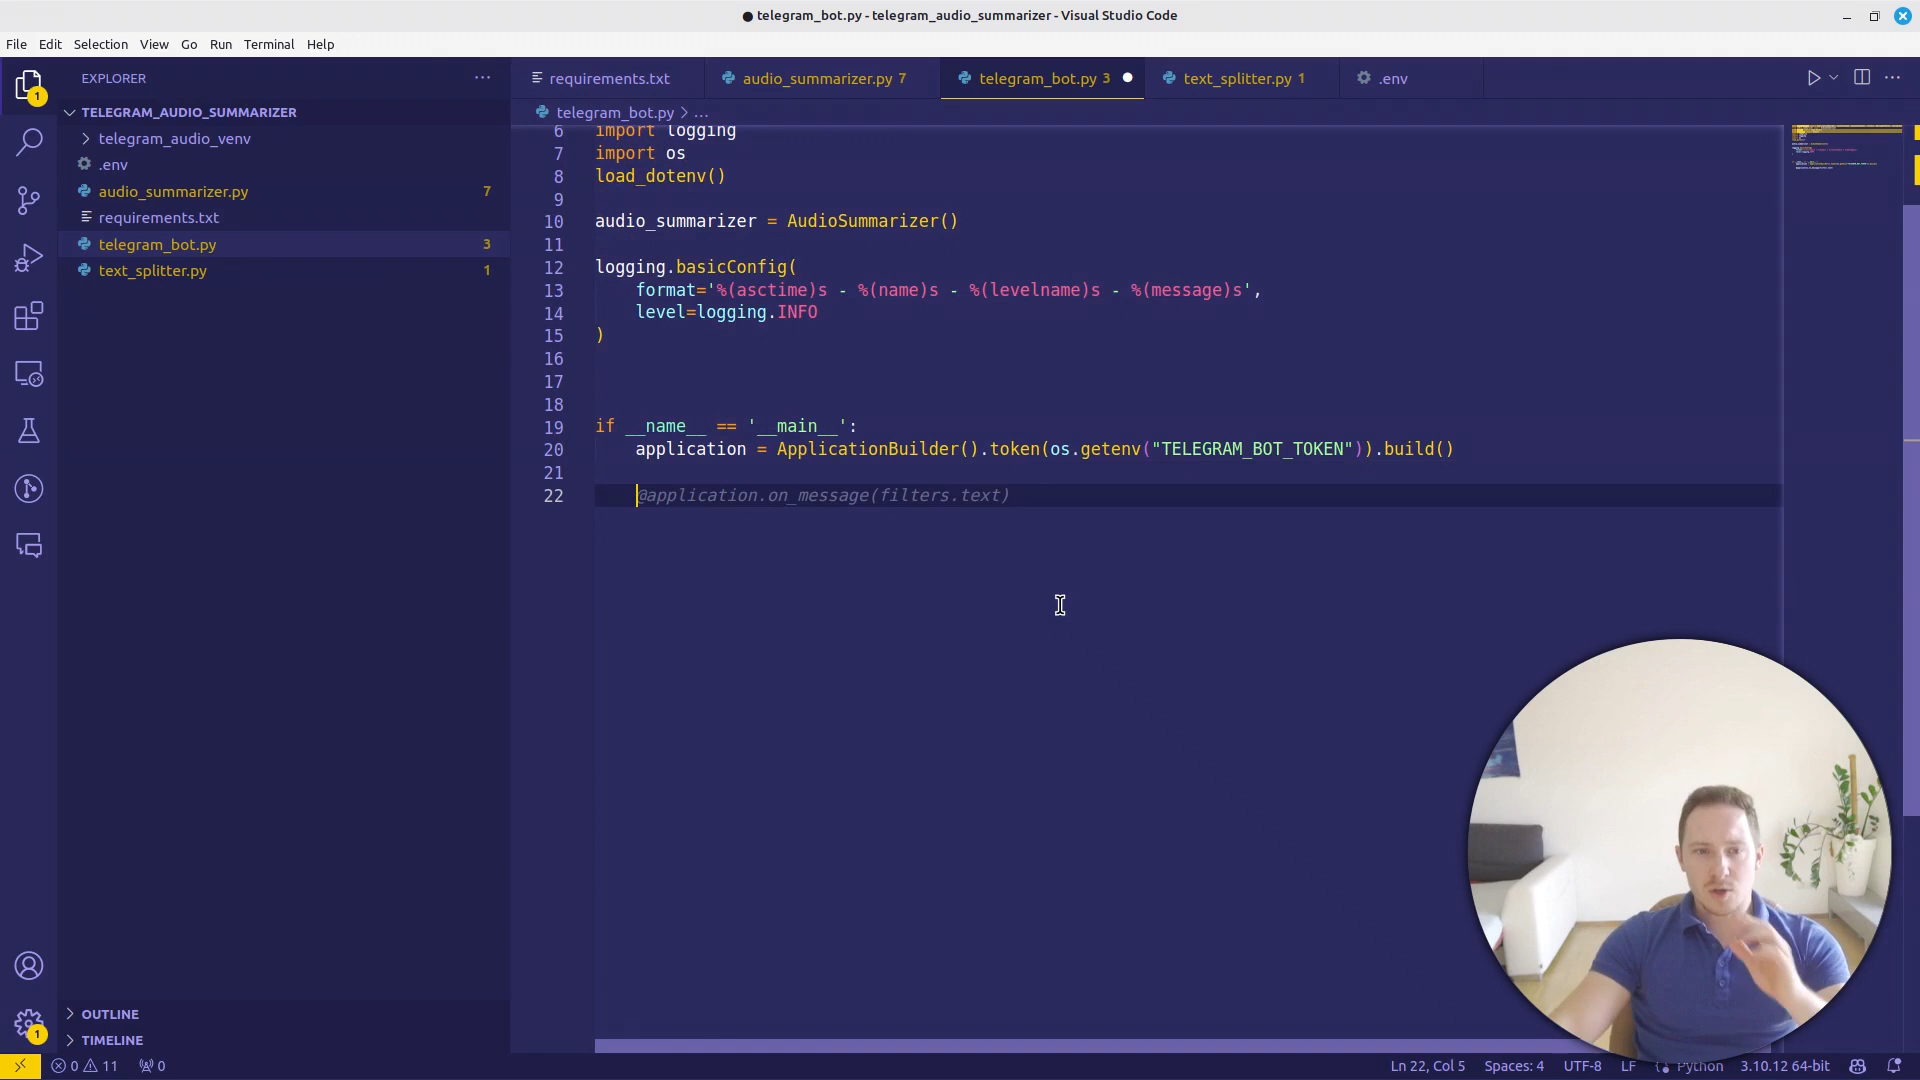 telegram_bot.py - telegram_audio_summarizer - Visual Studio Code
File Edit Selection View Go Run Terminal Help
EXPLORER
requirements.txt
audio_summarizer.py 7
telegram_bot.py 3
text_splitter.py 1
.env
TELEGRAM_AUDIO_SUMMARIZER
telegram_audio_venv
.env
audio_summarizer.py 7
requirements.txt
telegram_bot.py 3
text_splitter.py 1
OUTLINE
TIMELINE
telegram_bot.py > ...
6 import logging
7 import os
8 load_dotenv()
9
10 audio_summarizer = AudioSummarizer()
11
12 logging.basicConfig(
13 format='%(asctime)s - %(name)s - %(levelname)s - %(message)s',
14 level=logging.INFO
15 )
16
17
18
19 if __name__ == '__main__':
20 application = ApplicationBuilder().token(os.getenv("TELEGRAM_BOT_TOKEN")).build()
21
22 @application.on_message(filters.text)
1
1
0 11 0
Ln 22, Col 5 Spaces: 4 UTF-8 LF Python 3.10.12 64-bit